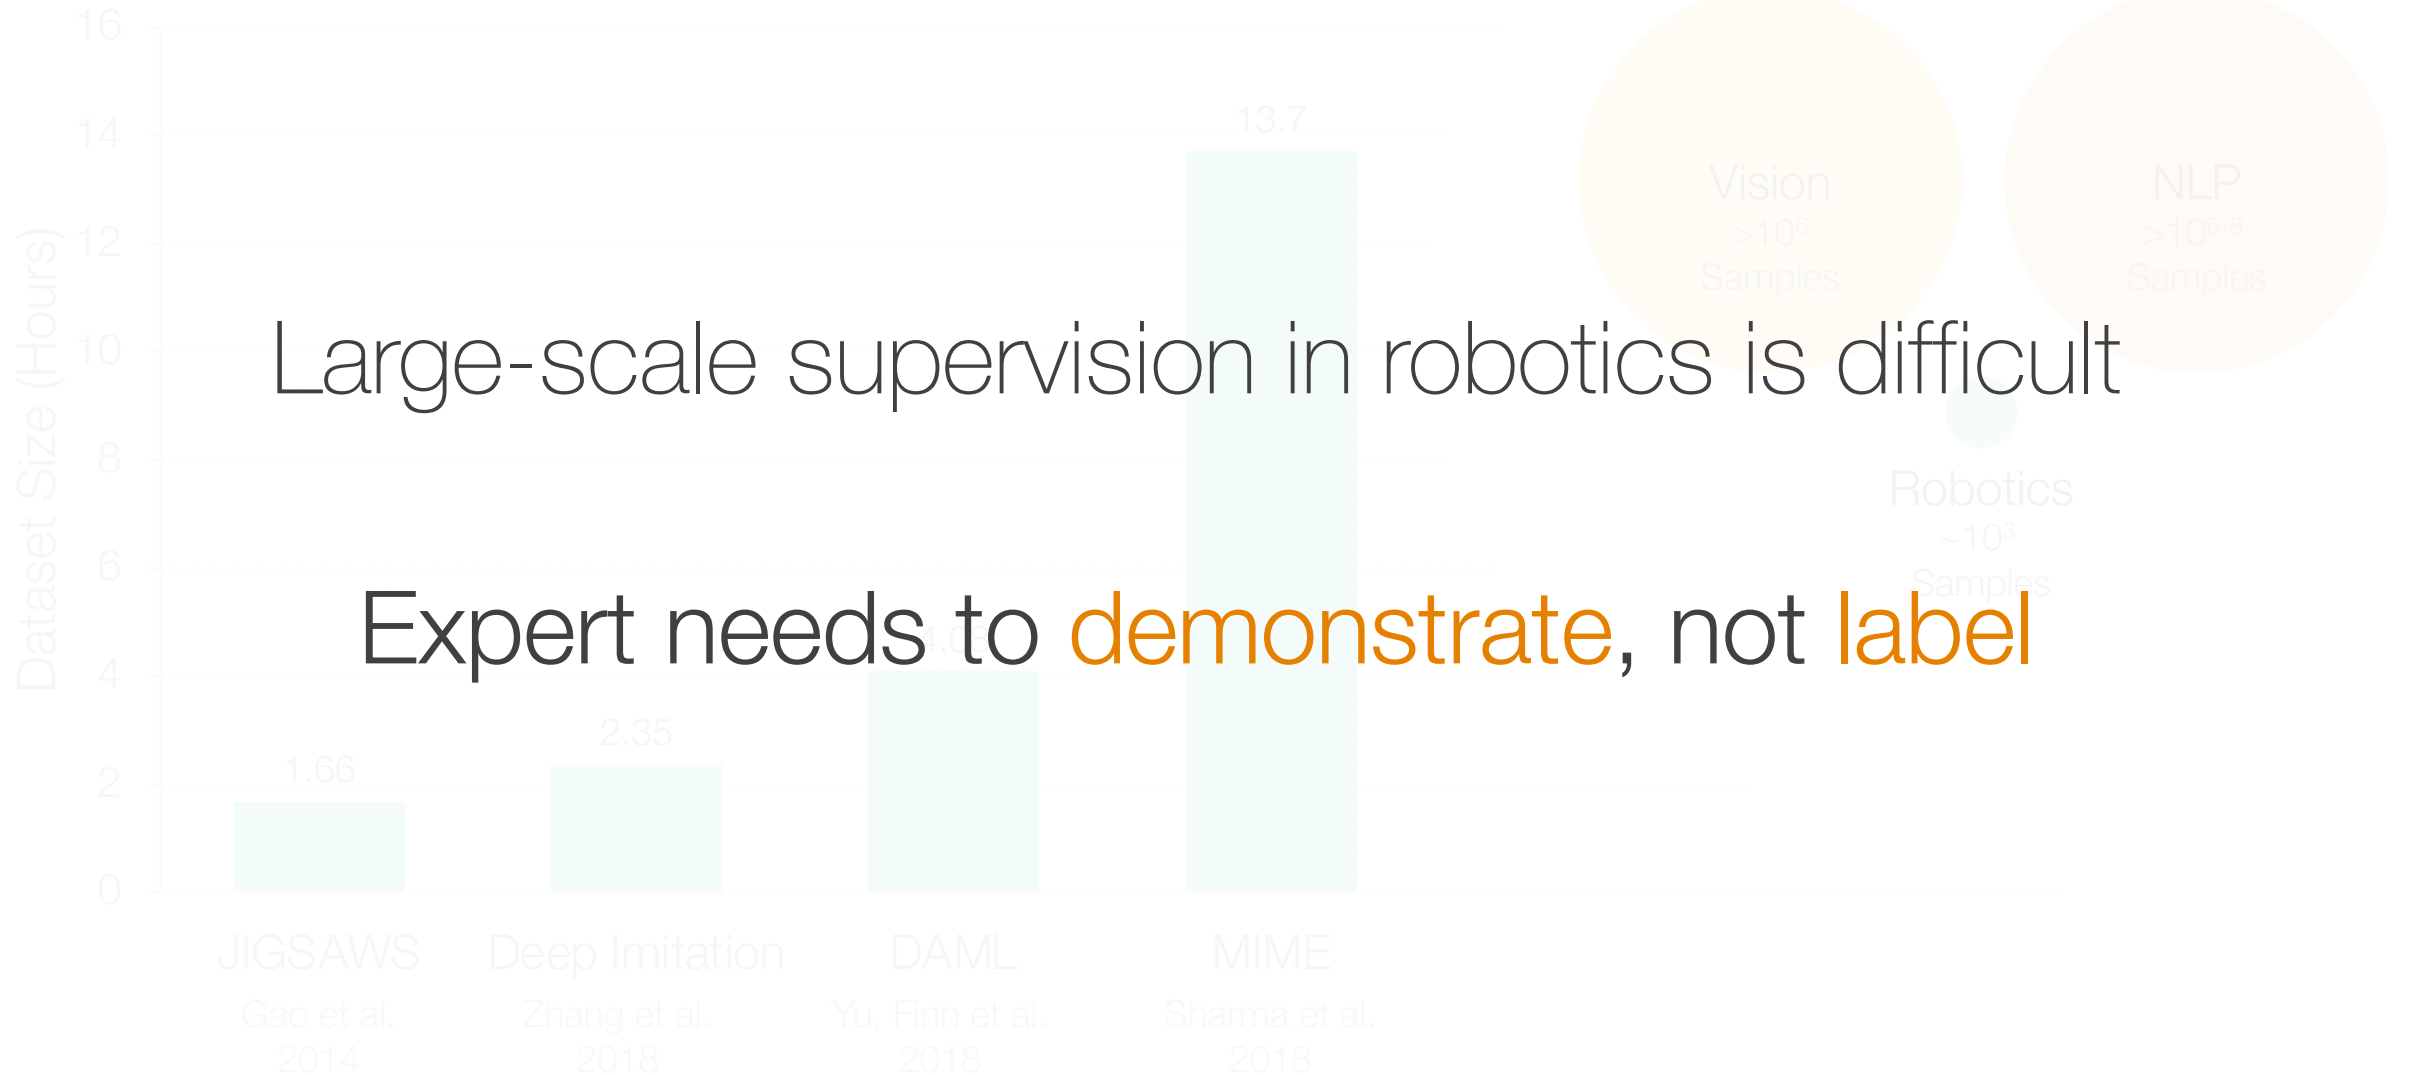 Large-scale supervision in robotics is difficult
Expert needs to demonstrate, not label
Dataset Size (Hours)
16
14
12
10
8
6
4
2
0
1.66
2.35
4.08
13.7
JIGSAWS
Gao et al.
2014
Deep Imitation
Zhang et al.
2018
DAML
Yu, Finn et al.
2018
MIME
Sharma et al.
2018
Vision
>10⁶
Samples
NLP
>10⁶⁻⁸
Samples
Robotics
~10³
Samples